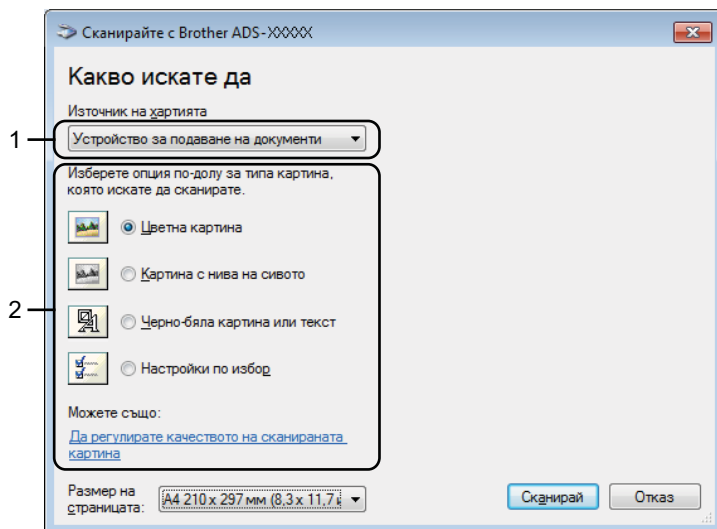 Сканирайте с Brother ADS-XXXXX
Какво искате да
Източник на хартията
1
Устройство за подаване на документи
Изберете опция по-долу за типа картина,
която искате да сканирате.
Цветна картина
Картина с нива на сивото
2
Черно-бяла картина или текст
Настройки по избор
Можете също:
Да регулирате качеството на сканираната
картина
Размер на
страницата:
A4 210 x 297 мм (8,3 x 11,7
Сканирай
Отказ